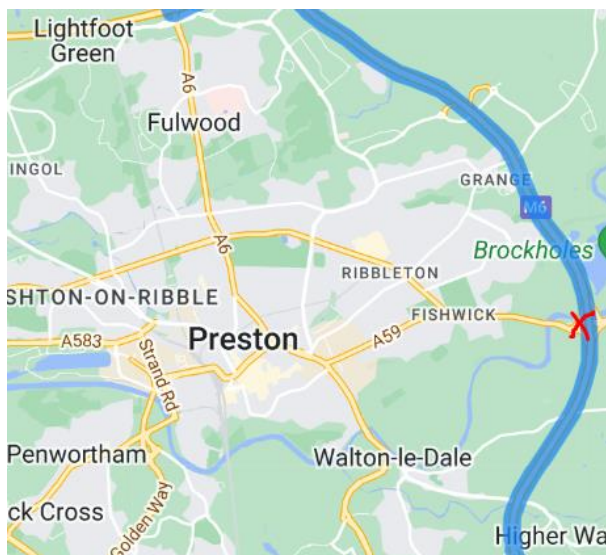 Lightfoot
Green
A6
Fulwood
INGOL
GRANGE
M6
A6
Brockholes
RIBBLETON
SHTON-ON-RIBBLE
FISHWICK
A583
Preston
A59
Strand Rd
Penwortham
Walton-le-Dale
ck Cross
Golden Way
Higher Wa